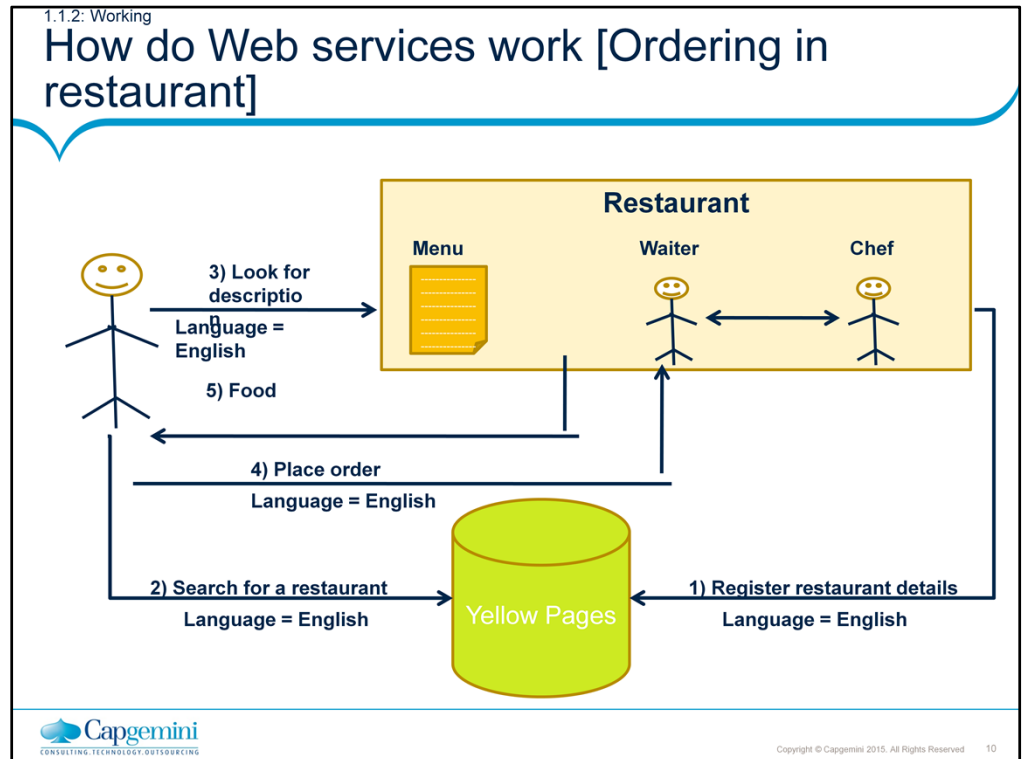 1.1.2: Working
How do Web services work [Ordering in
restaurant]
Restaurant
Menu
Waiter
Chef
3) Look for
descriptio
n
Language =
English
5) Food
4) Place order
Language = English
2) Search for a restaurant
Language = English
Yellow Pages
1) Register restaurant details
Language = English
Capgemini
CONSULTING.TECHNOLOGY.OUTSOURCING
Copyright © Capgemini 2015. All Rights Reserved 10